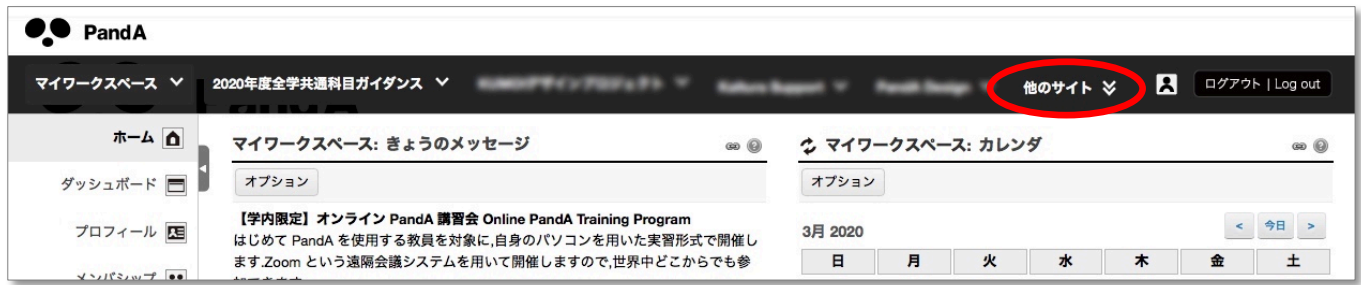 PandA
マイワークスペース 2020年度全学共通科目ガイダンス 他のサイト ログアウト | Log out
ホーム
ダッシュボード
プロフィール
メンバシップ
マイワークスペース: きょうのメッセージ
オプション
【学内限定】オンライン PandA 講習会 Online PandA Training Program
はじめて PandA を使用する教員を対象に,自身のパソコンを用いた実習形式で開催し
ます.Zoom という遠隔会議システムを用いて開催しますので,世界中どこからでも参
マイワークスペース: カレンダ
オプション
3月 2020
< 今日 >
日 月 火 水 木 金 土